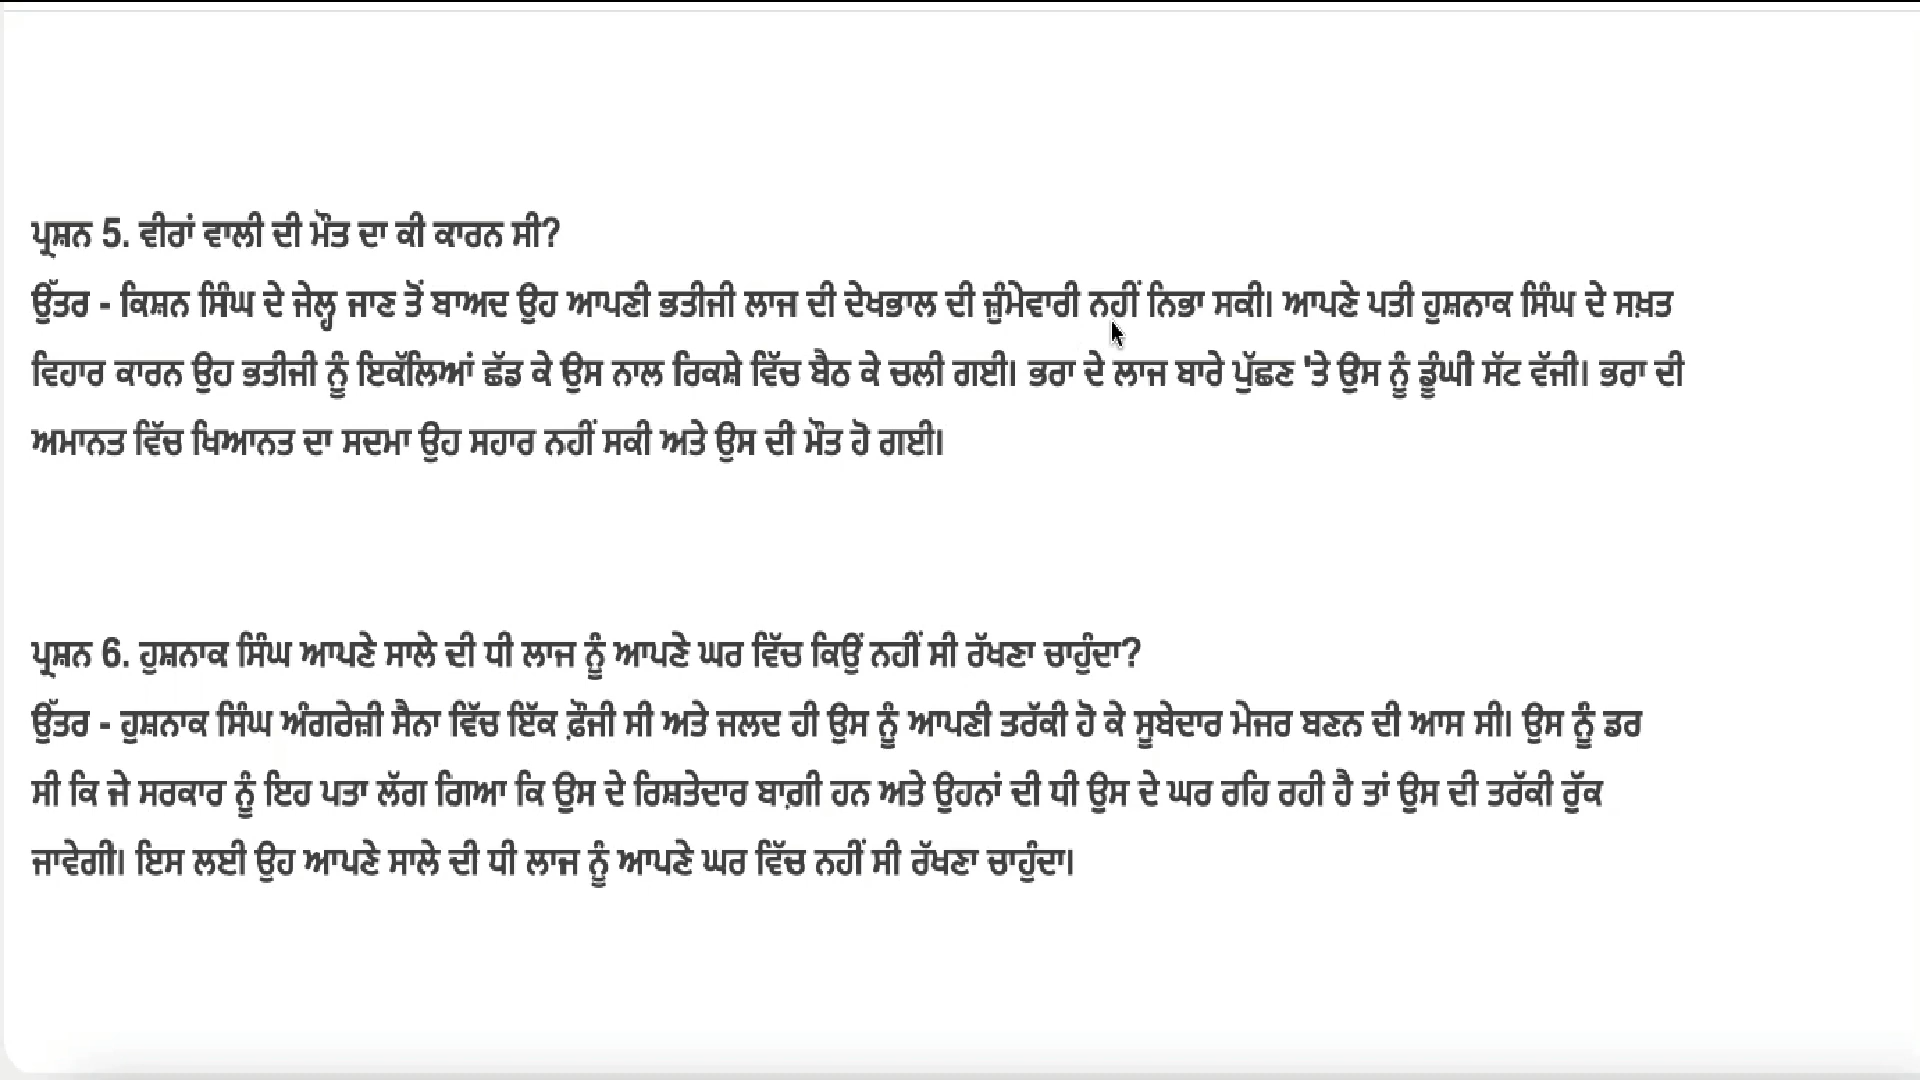 ਪ੍ਰਸ਼ਨ 5. ਵੀਰਾਂ ਵਾਲੀ ਦੀ ਮੌਤ ਦਾ ਕੀ ਕਾਰਨ ਸੀ?
ਉੱਤਰ - ਕਿਸ਼ਨ ਸਿੰਘ ਦੇ ਜੇਲ੍ਹ ਜਾਣ ਤੋਂ ਬਾਅਦ ਉਹ ਆਪਣੀ ਭਤੀਜੀ ਲਾਜ ਦੀ ਦੇਖਭਾਲ ਦੀ ਜ਼ੁੰਮੇਵਾਰੀ ਨਹੀਂ ਨਿਭਾ ਸਕੀ। ਆਪਣੇ ਪਤੀ ਹੁਸ਼ਨਾਕ ਸਿੰਘ ਦੇ ਸਖ਼ਤ
ਵਿਹਾਰ ਕਾਰਨ ਉਹ ਭਤੀਜੀ ਨੂੰ ਇਕੱਲਿਆਂ ਛੱਡ ਕੇ ਉਸ ਨਾਲ ਰਿਕਸ਼ੇ ਵਿੱਚ ਬੈਠ ਕੇ ਚਲੀ ਗਈ। ਭਰਾ ਦੇ ਲਾਜ ਬਾਰੇ ਪੁੱਛਣ 'ਤੇ ਉਸ ਨੂੰ ਡੂੰਘੀ ਸੱਟ ਵੱਜੀ। ਭਰਾ ਦੀ
ਅਮਾਨਤ ਵਿੱਚ ਖਿਆਨਤ ਦਾ ਸਦਮਾ ਉਹ ਸਹਾਰ ਨਹੀਂ ਸਕੀ ਅਤੇ ਉਸ ਦੀ ਮੌਤ ਹੋ ਗਈ।
ਪ੍ਰਸ਼ਨ 6. ਹੁਸ਼ਨਾਕ ਸਿੰਘ ਆਪਣੇ ਸਾਲੇ ਦੀ ਧੀ ਲਾਜ ਨੂੰ ਆਪਣੇ ਘਰ ਵਿੱਚ ਕਿਉਂ ਨਹੀਂ ਸੀ ਰੱਖਣਾ ਚਾਹੁੰਦਾ?
ਉੱਤਰ - ਹੁਸ਼ਨਾਕ ਸਿੰਘ ਅੰਗਰੇਜ਼ੀ ਸੈਨਾ ਵਿੱਚ ਇੱਕ ਫ਼ੌਜੀ ਸੀ ਅਤੇ ਜਲਦ ਹੀ ਉਸ ਨੂੰ ਆਪਣੀ ਤਰੱਕੀ ਹੋ ਕੇ ਸੂਬੇਦਾਰ ਮੇਜਰ ਬਣਨ ਦੀ ਆਸ ਸੀ। ਉਸ ਨੂੰ ਡਰ
ਸੀ ਕਿ ਜੇ ਸਰਕਾਰ ਨੂੰ ਇਹ ਪਤਾ ਲੱਗ ਗਿਆ ਕਿ ਉਸ ਦੇ ਰਿਸ਼ਤੇਦਾਰ ਬਾਗ਼ੀ ਹਨ ਅਤੇ ਉਹਨਾਂ ਦੀ ਧੀ ਉਸ ਦੇ ਘਰ ਰਹਿ ਰਹੀ ਹੈ ਤਾਂ ਉਸ ਦੀ ਤਰੱਕੀ ਰੁੱਕ
ਜਾਵੇਗੀ। ਇਸ ਲਈ ਉਹ ਆਪਣੇ ਸਾਲੇ ਦੀ ਧੀ ਲਾਜ ਨੂੰ ਆਪਣੇ ਘਰ ਵਿੱਚ ਨਹੀਂ ਸੀ ਰੱਖਣਾ ਚਾਹੁੰਦਾ।